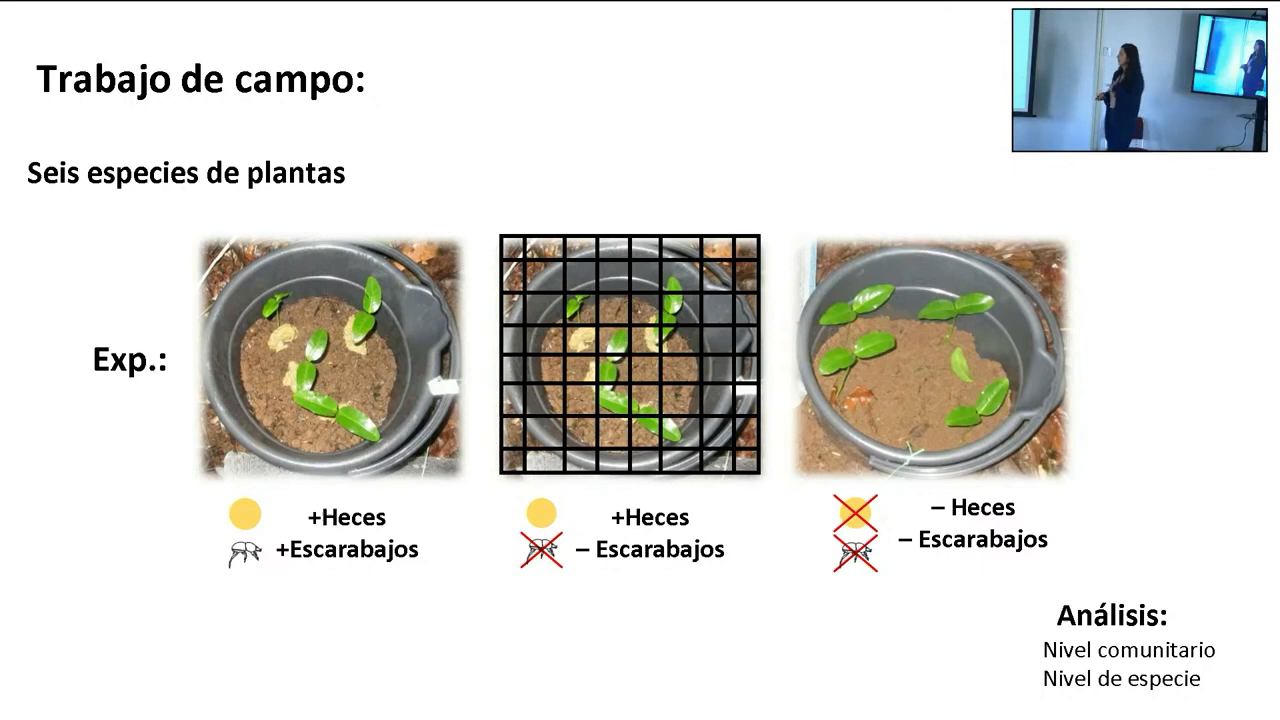 Trabajo de campo:
Seis especies de plantas
Exp.:
+Heces
+Escarabajos
+Heces
– Escarabajos
– Heces
– Escarabajos
Análisis:
Nivel comunitario
Nivel de especie